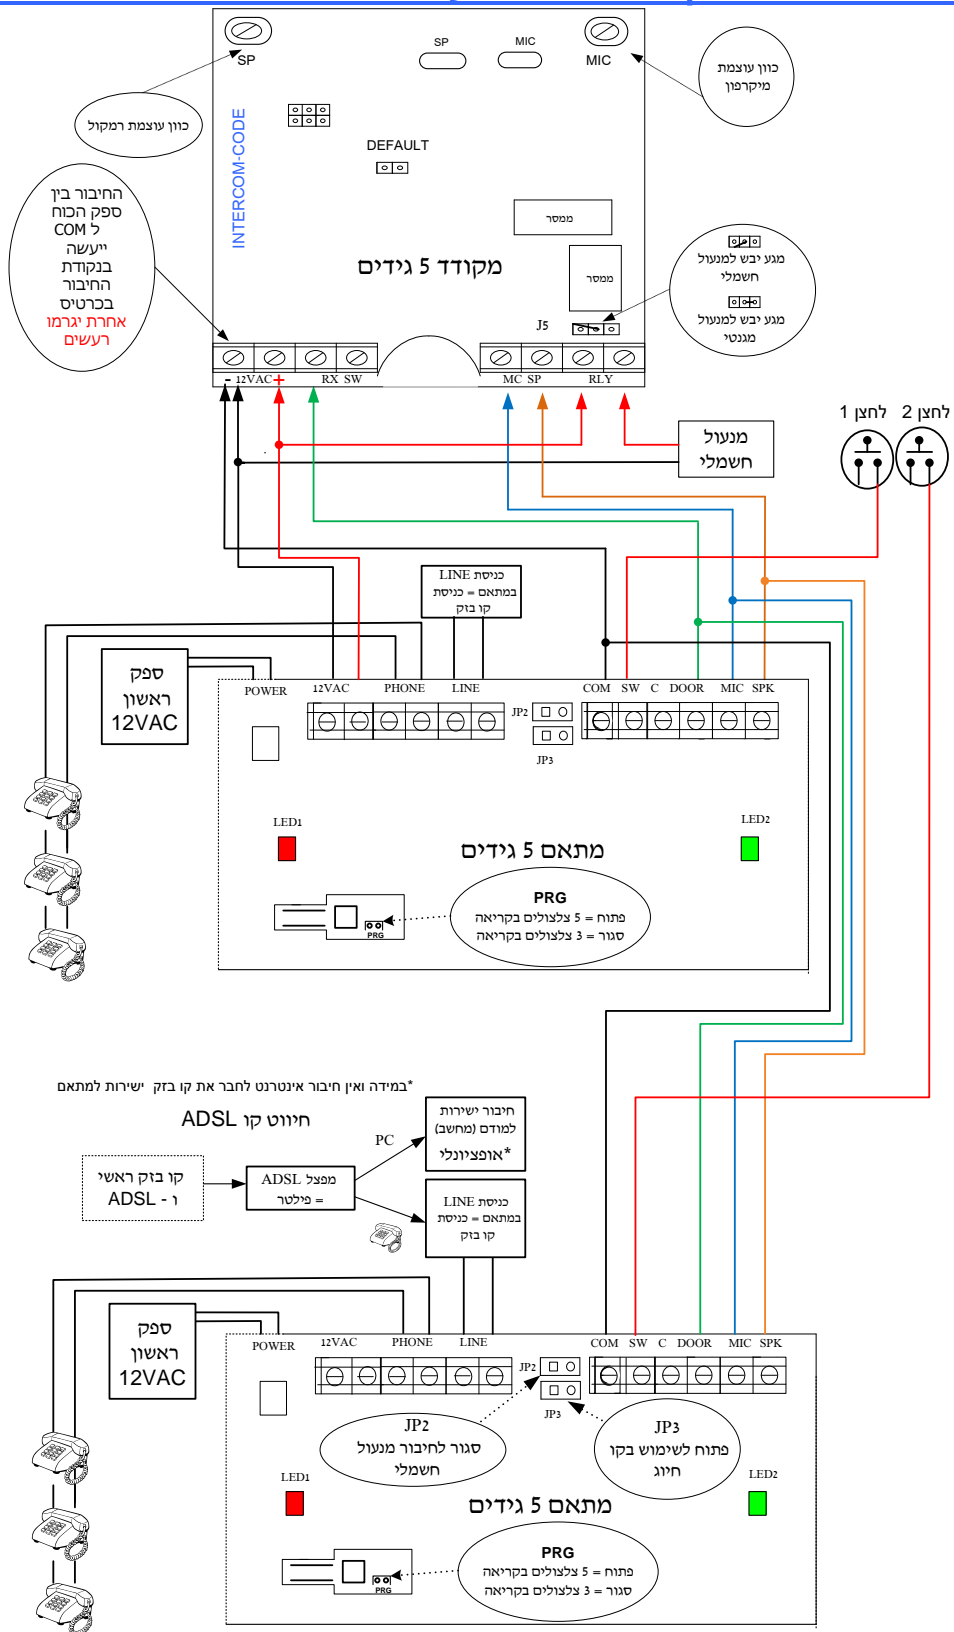 SP
SP
MIC
MIC
כוון עוצמת
מיקרפון
כוון עוצמת רמקול
INTERCOM-CODE
DEFAULT
ממסר
ממסר
מקודד 5 גידים
החיבור בין
ספק הכוח
ל COM
ייעשה
בנקודת
החיבור
בכרטיס
אחרת יגרמו
רעשים
מגע יבש למנעול
חשמלי
מגע יבש למנעול
מגנטי
J5
- 12VAC + RX SW
MC SP RLY
מנעול
חשמלי
לחצן 1
לחצן 2
כניסת LINE
במתאם = כניסת
קו בזק
ספק
ראשון
12VAC
POWER
12VAC PHONE LINE
COM SW C DOOR MIC SPK
JP2
JP3
LED1
LED2
מתאם 5 גידים
PRG
PRG
פתוח = 5 צלצולים בקריאה
סגור = 3 צלצולים בקריאה
*במידה ואין חיבור אינטרנט לחבר את קו בזק ישירות למתאם
חיווט קו ADSL
PC
חיבור ישירות
למודם (מחשב)
*אופציונלי
קו בזק ראשי
ו - ADSL
מפצל ADSL
= פילטר
כניסת LINE
במתאם = כניסת
קו בזק
ספק
ראשון
12VAC
POWER
12VAC PHONE LINE
COM SW C DOOR MIC SPK
JP2
JP3
JP2
סגור לחיבור מנעול
חשמלי
JP3
פתוח לשימוש בקו
חיוג
LED1
LED2
מתאם 5 גידים
PRG
PRG
פתוח = 5 צלצולים בקריאה
סגור = 3 צלצולים בקריאה